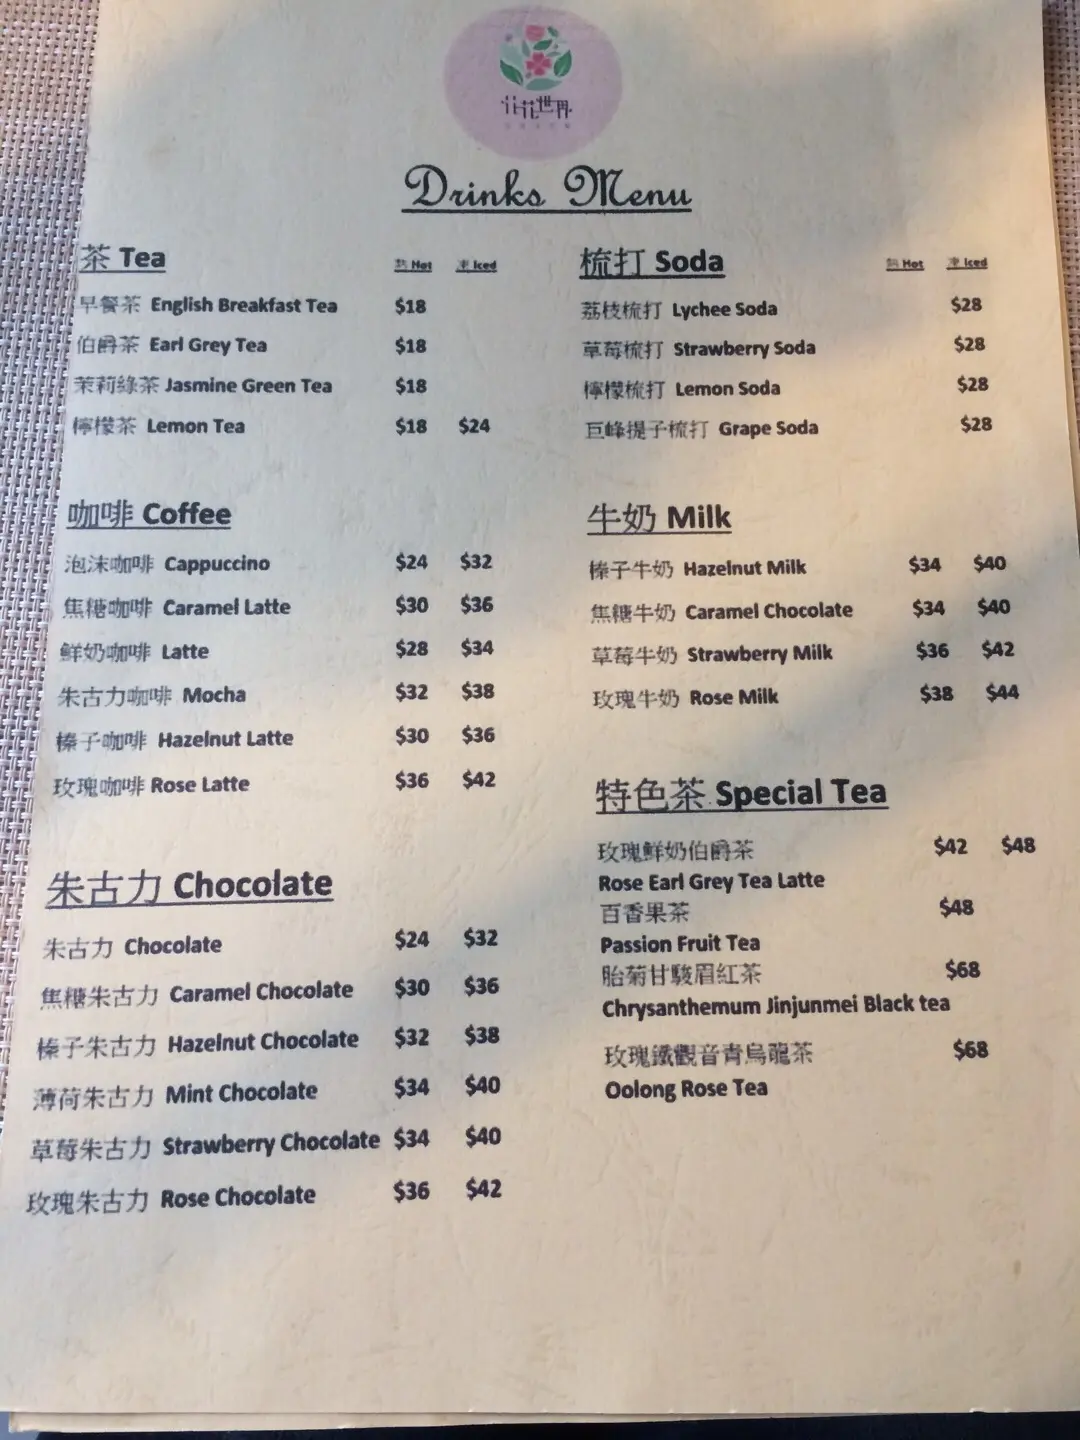 花花世界
Drinks Menu
茶 Tea 熱 Hot 凍 Iced
早餐茶 English Breakfast Tea $18
伯爵茶 Earl Grey Tea $18
茉莉綠茶 Jasmine Green Tea $18
檸檬茶 Lemon Tea $18 $24
咖啡 Coffee
泡沫咖啡 Cappuccino $24 $32
焦糖咖啡 Caramel Latte $30 $36
鮮奶咖啡 Latte $28 $34
朱古力咖啡 Mocha $32 $38
榛子咖啡 Hazelnut Latte $30 $36
玫瑰咖啡 Rose Latte $36 $42
朱古力 Chocolate
朱古力 Chocolate $24 $32
焦糖朱古力 Caramel Chocolate $30 $36
榛子朱古力 Hazelnut Chocolate $32 $38
薄荷朱古力 Mint Chocolate $34 $40
草莓朱古力 Strawberry Chocolate $34 $40
玫瑰朱古力 Rose Chocolate $36 $42
梳打 Soda 熱 Hot 凍 Iced
荔枝梳打 Lychee Soda $28
草莓梳打 Strawberry Soda $28
檸檬梳打 Lemon Soda $28
巨峰提子梳打 Grape Soda $28
牛奶 Milk
榛子牛奶 Hazelnut Milk $34 $40
焦糖牛奶 Caramel Chocolate $34 $40
草莓牛奶 Strawberry Milk $36 $42
玫瑰牛奶 Rose Milk $38 $44
特色茶 Special Tea
玫瑰鮮奶伯爵茶 $42 $48
Rose Earl Grey Tea Latte
百香果茶 $48
Passion Fruit Tea
胎菊甘駿眉紅茶 $68
Chrysanthemum Jinjunmei Black tea
玫瑰鐵觀音青烏龍茶 $68
Oolong Rose Tea